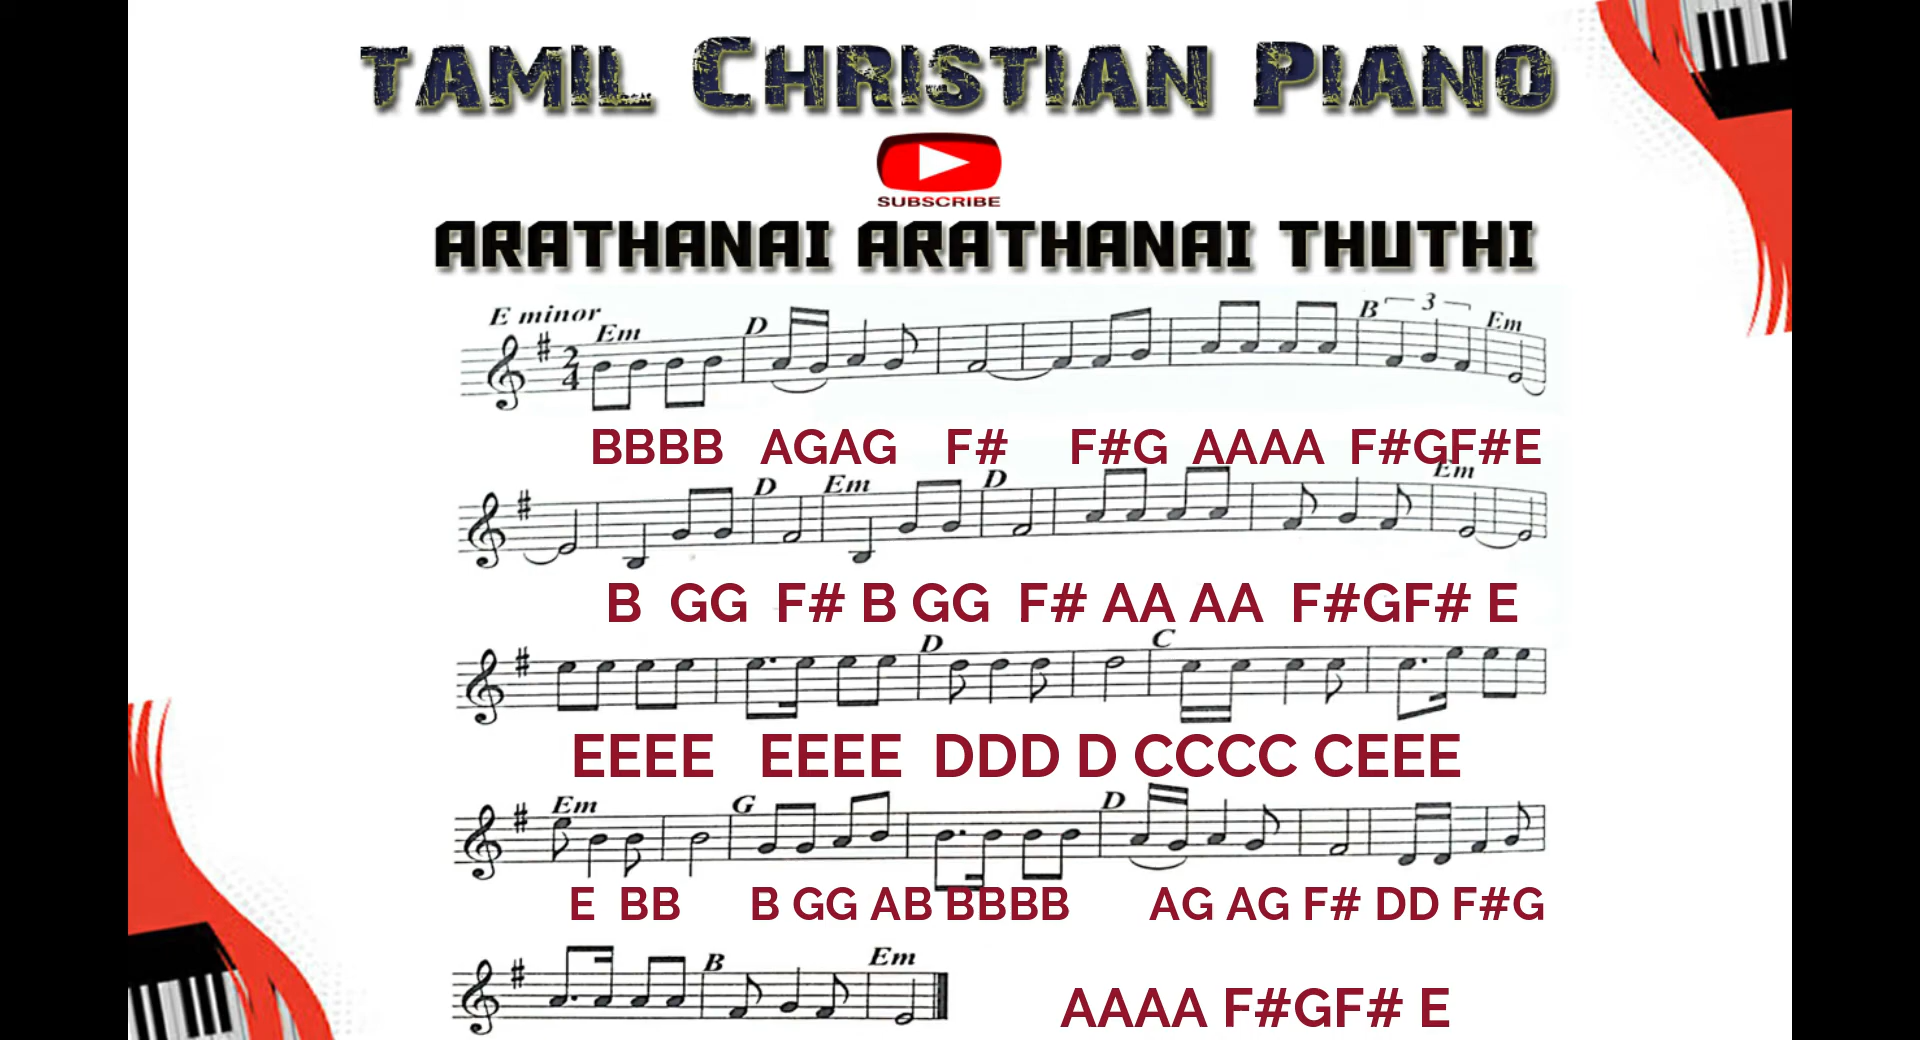 TAMIL CHRISTIAN PIANO
SUBSCRIBE
ARATHANAI ARATHANAI THUTHI
E minor
Em D B 3 Em
2
4
BBBB AGAG F# F#G AAAA F#GF#E
D Em D Em
B GG F# B GG F# AA AA F#GF# E
D C
EEEE EEEE DDD D CCCC CEEE
Em G D
E BB B GG AB BBBB AG AG F# DD F#G
B Em
AAAA F#GF# E